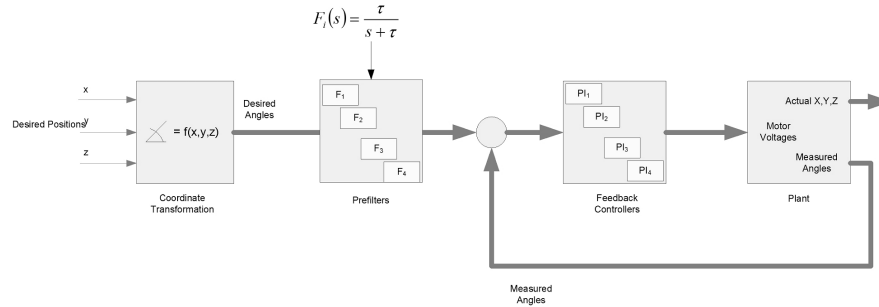 F_i(s) = τ / (s + τ)
x
Desired Positions
y
z
= f(x,y,z)
Coordinate
Transformation
Desired
Angles
F1
F2
F3
F4
Prefilters
PI1
PI2
PI3
PI4
Feedback
Controllers
Actual X,Y,Z
Motor
Voltages
Measured
Angles
Plant
Measured
Angles